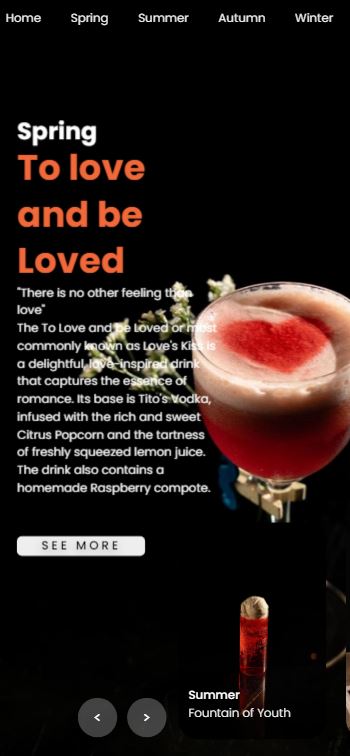 Home Spring Summer Autumn Winter
Spring
To love
and be
Loved
"There is no other feeling than
love"
The To Love and be Loved or most
commonly known as Love's Kiss is
a delightful, love-inspired drink
that captures the essence of
romance. Its base is Tito's Vodka,
infused with the rich and sweet
Citrus Popcorn and the tartness
of freshly squeezed lemon juice.
The drink also contains a
homemade Raspberry compote.
SEE MORE
< >
Summer
Fountain of Youth